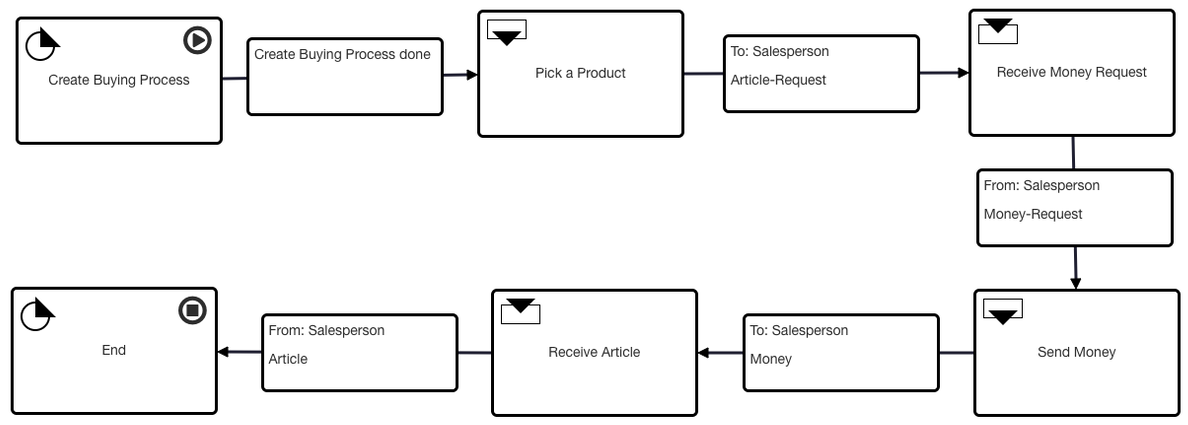 Create Buying Process
Create Buying Process done
Pick a Product
To: Salesperson
Article-Request
Receive Money Request
From: Salesperson
Money-Request
Send Money
To: Salesperson
Money
Receive Article
From: Salesperson
Article
End